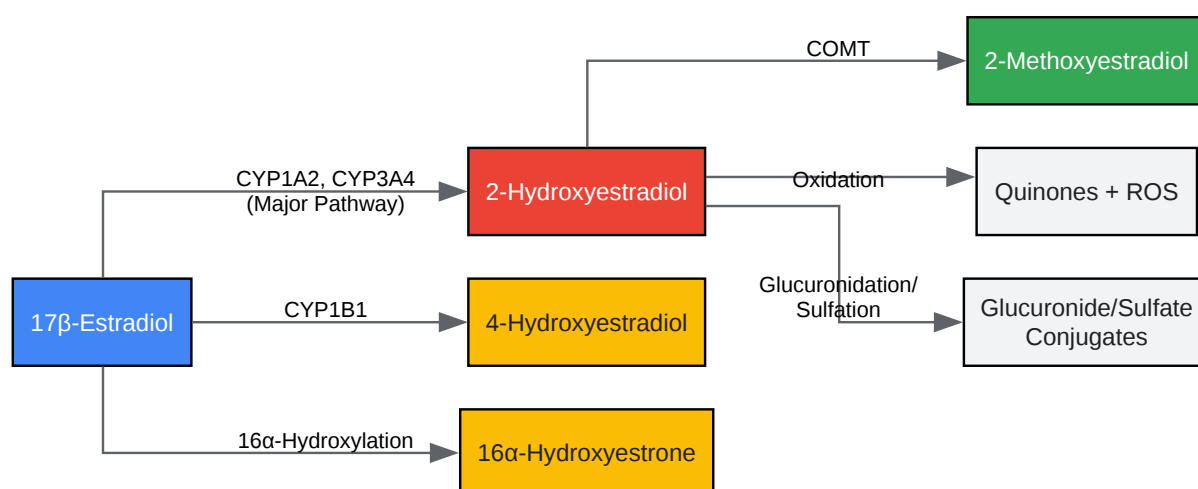 COMT
2-Methoxyestradiol
CYP1A2, CYP3A4
(Major Pathway)
2-Hydroxyestradiol
Oxidation
Quinones + ROS
17β-Estradiol
CYP1B1
4-Hydroxyestradiol
Glucuronidation/
Sulfation
Glucuronide/Sulfate
Conjugates
16α-Hydroxylation
16α-Hydroxyestrone